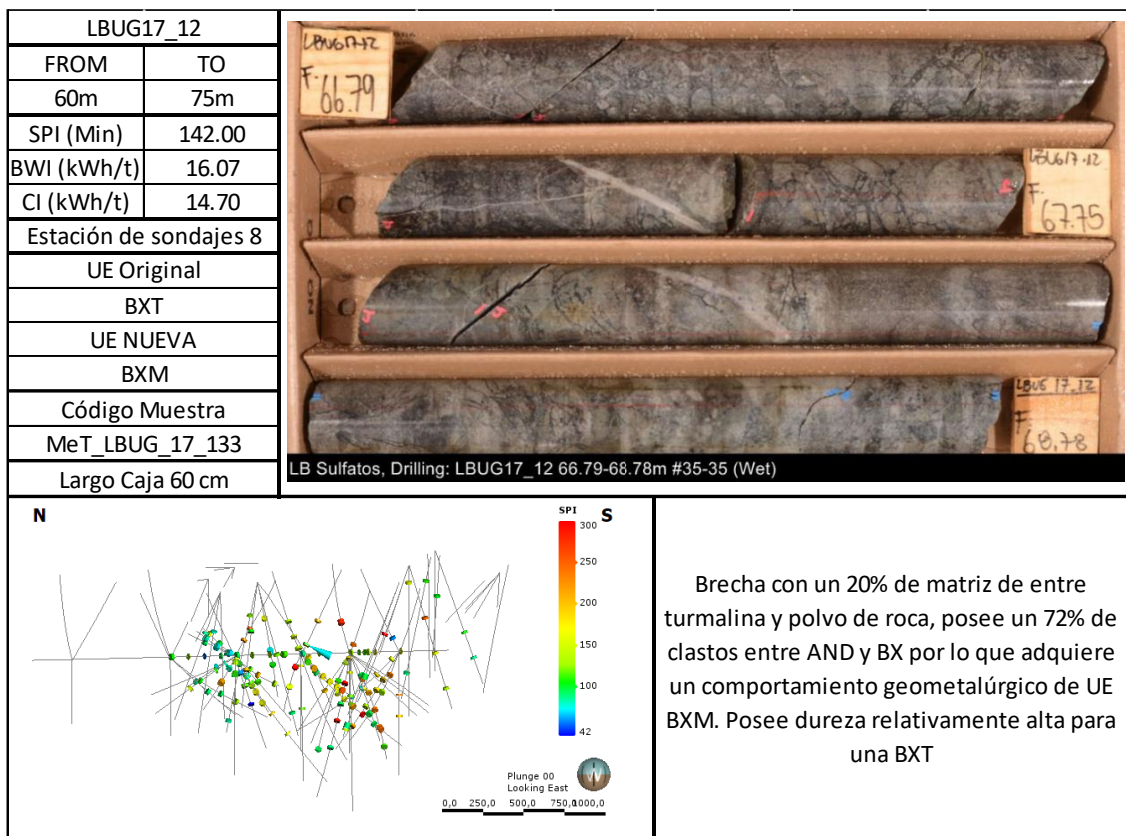 LBUG17_12
FROM TO
60m 75m
SPI (Min) 142.00
BWI (kWh/t) 16.07
CI (kWh/t) 14.70
Estación de sondajes 8
UE Original
BXT
UE NUEVA
BXM
Código Muestra
MeT_LBUG_17_133
Largo Caja 60 cm
LBUG17-12
F.
66.79
LBUG17-12
F.
67.75
LBUG 17-12
F.
68.78
LB Sulfatos, Drilling: LBUG17_12 66.79-68.78m #35-35 (Wet)
N
SPI
S
300
250
200
150
100
42
Plunge 00
Looking East
0,0 250,0 500,0 750,0 1000,0
Brecha con un 20% de matriz de entre
turmalina y polvo de roca, posee un 72% de
clastos entre AND y BX por lo que adquiere
un comportamiento geometalúrgico de UE
BXM. Posee dureza relativamente alta para
una BXT